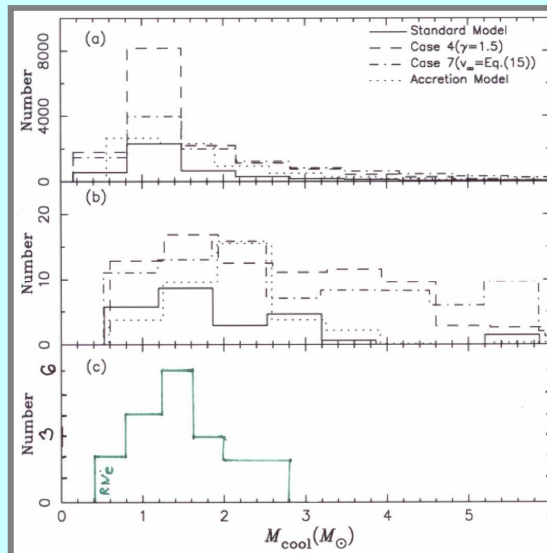 (a)
Standard Model
Case 4(γ=1.5)
Case 7(v∞=Eq.(15))
Accretion Model
Number
8000
4000
0
(b)
Number
20
10
0
(c)
Number
6
3
0
RNe
0 1 2 3 4 5
Mcool(M⊙)